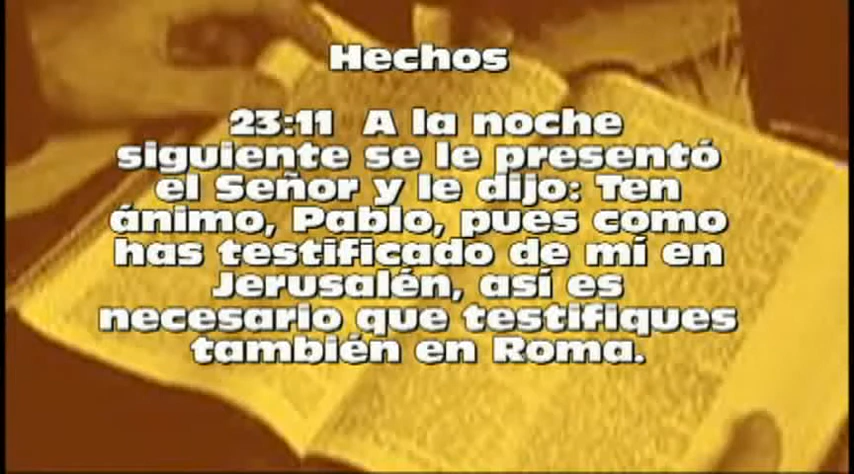 Hechos
23:11 A la noche
siguiente se le presentó
el Señor y le dijo: Ten
ánimo, Pablo, pues como
has testificado de mí en
Jerusalén, así es
necesario que testifiques
también en Roma.